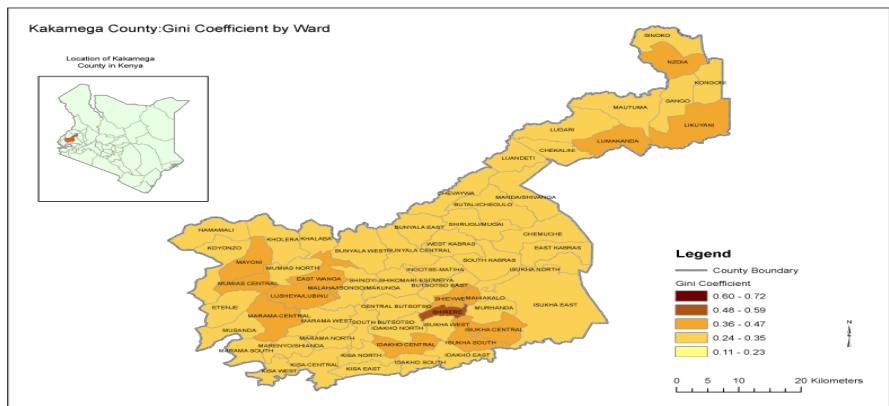 Kakamega County:Gini Coefficient by Ward
Location of Kakamega
County in Kenya
SINOKO
NZOIA
KONGONI
SANGO
MAUTUMA
LIKUYANI
LUGARI
LUMAKANDA
CHEKALINI
LUANDETI
CHEVAYWA
MANDA/SHIVANGA
BUTALI/CHEGULO
BUNYALA EAST
SHIRUGU/MUGAI
CHEMUCHE
NAMAMALI
KHOLERA
KHALABA
KOYONZO
WEST KABRAS
EAST KABRAS
BUNYALA WEST
BUNYALA CENTRAL
SOUTH KABRAS
MAYONI
MUMIAS NORTH
INGOTSE-MATIHA
ISUKHA NORTH
EAST WANGA
SHINOYI-SHIKOMARI-ESUMEIYA
MUMIAS CENTRAL
MALAHA/ISONGO/MAKUNGA
BUTSOTSO EAST
LUSHEYA/LUBINU
SHIEYWE
MAHIAKALO
ETENJE
CENTRAL BUTSOTSO
MURHANDA
ISUKHA EAST
MARAMA CENTRAL
SHIRERE
MARAMA WEST
SOUTH BUTSOTSO
ISUKHA WEST
MUSANDA
IDAKHO NORTH
ISUKHA CENTRAL
MARAMA NORTH
MARENYO/SHIANDA
IDAKHO CENTRAL
ISUKHA SOUTH
MARAMA SOUTH
KISA NORTH
IDAKHO EAST
KISA CENTRAL
IDAKHO SOUTH
KISA WEST
KISA EAST
Legend
County Boundary
Gini Coefficient
0.60 - 0.72
0.48 - 0.59
0.36 - 0.47
0.24 - 0.35
0.11 - 0.23
0 5 10 20 Kilometers